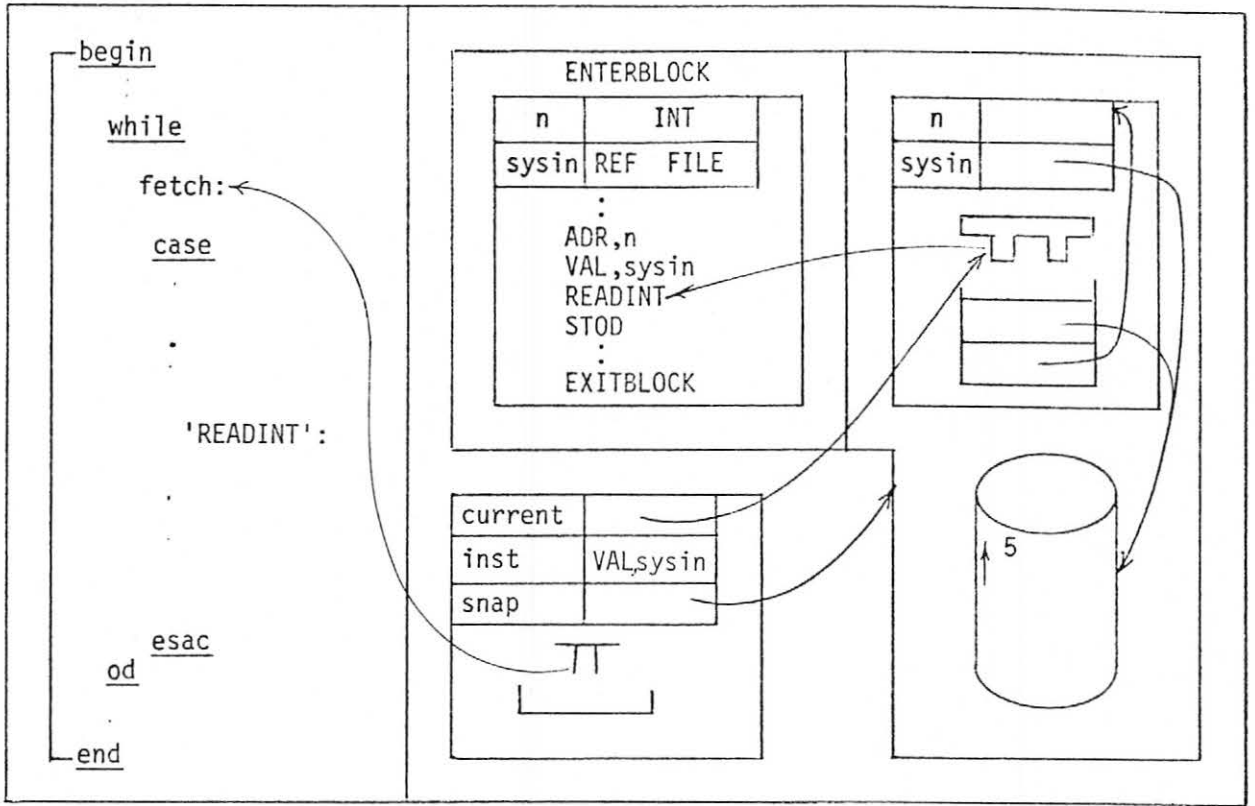 begin
while
fetch:
case
'READINT':
esac
od
end
ENTERBLOCK
n INT
sysin REF FILE
ADR,n
VAL,sysin
READINT
STOD
EXITBLOCK
n
sysin
current
inst VAL,sysin
snap
5